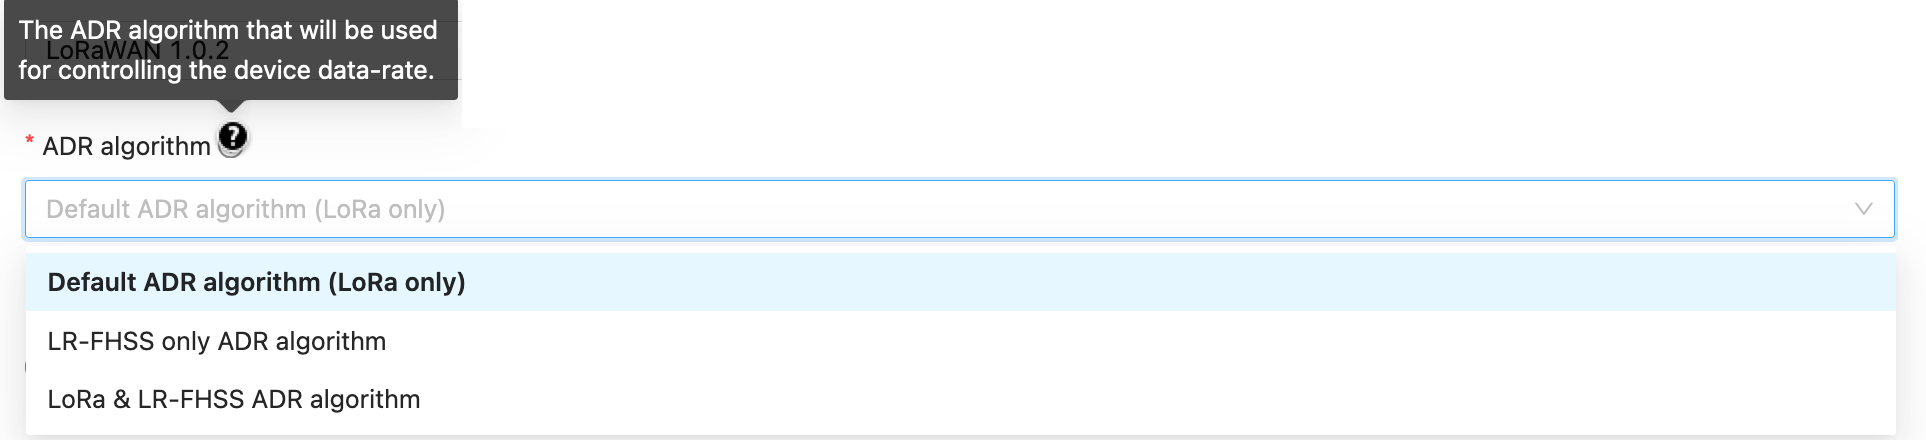 The ADR algorithm that will be used
LoRaWAN 1.0.2
for controlling the device data-rate.
* ADR algorithm ?
Default ADR algorithm (LoRa only)
Default ADR algorithm (LoRa only)
LR-FHSS only ADR algorithm
LoRa & LR-FHSS ADR algorithm